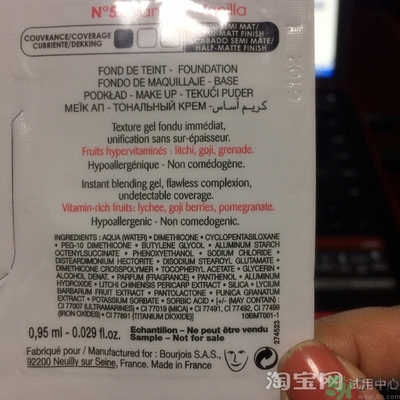 N°5
COUVRANCE/COVERAGE
CUBRIENTE/DEKKING
SEMI MAT/
SEMI-MATT FINISH
ACABADO SEMI MATE/
HALF-MATTE FINISH
FOND DE TEINT - FOUNDATION
FONDO DE MAQUILLAJE - BASE
PODKŁAD - MAKE UP - TEKUCÍ PUDER
МЕÏК АП - ТОНАЛЬНЫЙ КРЕМ - كريم أساس
Texture gel fondu immédiat,
unification sans sur-épaisseur.
Fruits hypervitaminés : litchi, goji, grenade.
Hypoallergénique - Non comedogène.
Instant blending gel, flawless complexion,
undetectable coverage.
Vitamin-rich fruits: lychee, goji berries, pomegranate.
Hypoallergenic - Non comedogenic.
INGREDIENTS : AQUA (WATER) • DIMETHICONE • CYCLOPENTASILOXANE
• PEG-10 DIMETHICONE • BUTYLENE GLYCOL • ALUMINUM STARCH
OCTENYLSUCCINATE • PHENOXYETHANOL • SODIUM CHLORIDE •
DISTEARDIMONIUM HECTORITE • DISODIUM STEAROYL GLUTAMATE •
DIMETHICONE CROSSPOLYMER • TOCOPHERYL ACETATE • GLYCERIN •
ALCOHOL DENAT. • PARFUM (FRAGRANCE) • PANTHENOL • ALUMINUM
HYDROXIDE • LITCHI CHINENSIS PERICARP EXTRACT • SILICA • LYCIUM
BARBARUM FRUIT EXTRACT • PANTOLACTONE • PUNICA GRANATUM
EXTRACT • POTASSIUM SORBATE • SORBIC ACID • [+/- (MAY CONTAIN :)
CI 77007 (ULTRAMARINES) • CI 77019 (MICA) • CI 77491, CI 77492, CI 77499
(IRON OXIDES) • CI 77891 (TITANIUM DIOXIDE)] 10BMT001-1
274523
0,95 ml - 0.029 fl.oz.
Echantillon - Ne peut être vendu
Sample - Not for sale
Fabriqué pour / Made for : Bourjois S.A.S.,
92200 Neuilly sur Seine, France. Made in France
淘宝网
试用中心